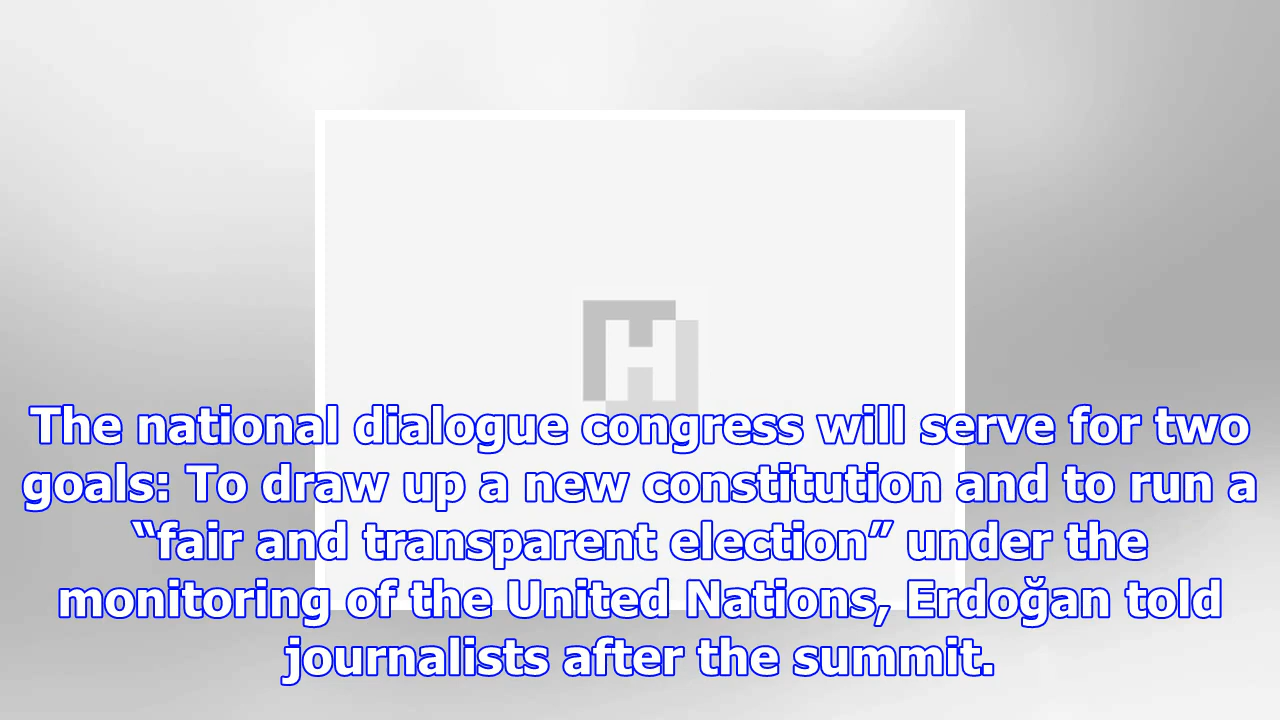 H
The national dialogue congress will serve for two
goals: To draw up a new constitution and to run a
“fair and transparent election” under the
monitoring of the United Nations, Erdoğan told
journalists after the summit.